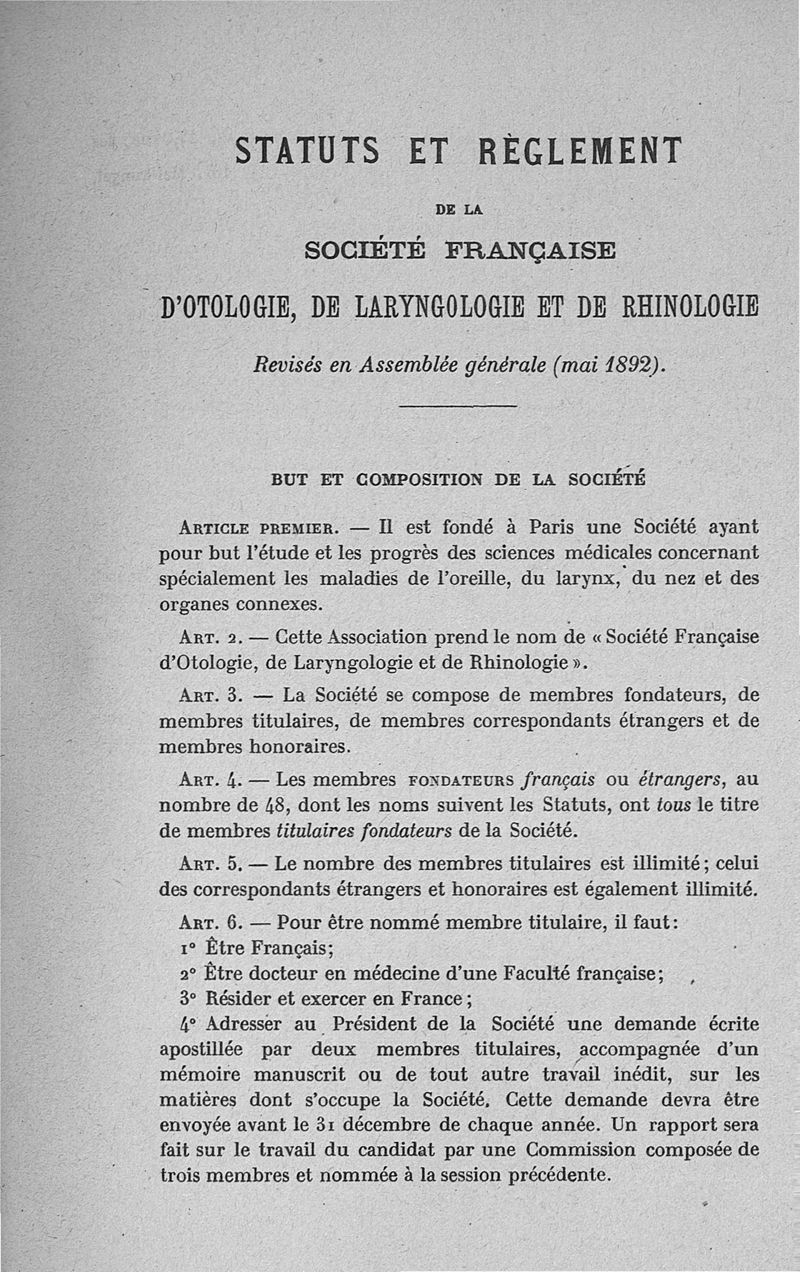 STATUTS ET RÈGLEMENT
DE LA
SOCIÉTÉ FRANÇAISE
D'OTOLOGIE, DE LARYNGOLOGIE ET DE RHINOLOGIE
Revisés en Assemblée générale (mai 1892).
BUT ET COMPOSITION DE LA SOCIÉTÉ
ARTICLE PREMIER. — Il est fondé à Paris une Société ayant
pour but l'étude et les progrès des sciences médicales concernant
spécialement les maladies de l'oreille, du larynx, du nez et des
organes connexes.
ART. 2. — Cette Association prend le nom de « Société Française
d'Otologie, de Laryngologie et de Rhinologie ».
ART. 3. — La Société se compose de membres fondateurs, de
membres titulaires, de membres correspondants étrangers et de
membres honoraires.
ART. 4. — Les membres FONDATEURS français ou étrangers, au
nombre de 48, dont les noms suivent les Statuts, ont tous le titre
de membres titulaires fondateurs de la Société.
ART. 5. — Le nombre des membres titulaires est illimité; celui
des correspondants étrangers et honoraires est également illimité.
ART. 6. — Pour être nommé membre titulaire, il faut:
1° Être Français;
2° Être docteur en médecine d'une Faculté française;
3° Résider et exercer en France;
4° Adresser au Président de la Société une demande écrite
apostillée par deux membres titulaires, accompagnée d'un
mémoire manuscrit ou de tout autre travail inédit, sur les
matières dont s'occupe la Société. Cette demande devra être
envoyée avant le 31 décembre de chaque année. Un rapport sera
fait sur le travail du candidat par une Commission composée de
trois membres et nommée à la session précédente.